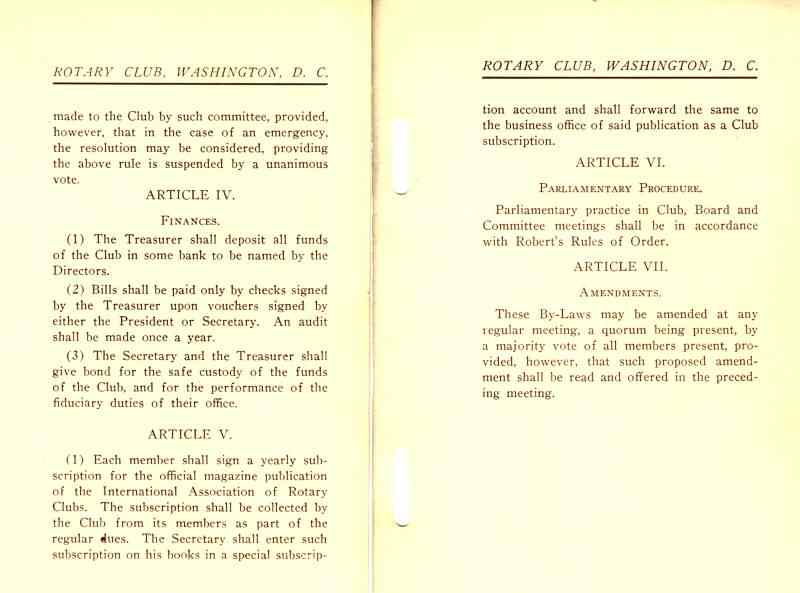 ROTARY CLUB, WASHINGTON, D. C.
made to the Club by such committee, provided,
however, that in the case of an emergency,
the resolution may be considered, providing
the above rule is suspended by a unanimous
vote.
ARTICLE IV.
FINANCES.
(1) The Treasurer shall deposit all funds
of the Club in some bank to be named by the
Directors.
(2) Bills shall be paid only by checks signed
by the Treasurer upon vouchers signed by
either the President or Secretary. An audit
shall be made once a year.
(3) The Secretary and the Treasurer shall
give bond for the safe custody of the funds
of the Club, and for the performance of the
fiduciary duties of their office.
ARTICLE V.
(1) Each member shall sign a yearly sub-
scription for the official magazine publication
of the International Association of Rotary
Clubs. The subscription shall be collected by
the Club from its members as part of the
regular dues. The Secretary shall enter such
subscription on his books in a special subscrip-
ROTARY CLUB, WASHINGTON, D. C.
tion account and shall forward the same to
the business office of said publication as a Club
subscription.
ARTICLE VI.
PARLIAMENTARY PROCEDURE.
Parliamentary practice in Club, Board and
Committee meetings shall be in accordance
with Robert's Rules of Order.
ARTICLE VII.
AMENDMENTS.
These By-Laws may be amended at any
regular meeting, a quorum being present, by
a majority vote of all members present, pro-
vided, however, that such proposed amend-
ment shall be read and offered in the preced-
ing meeting.